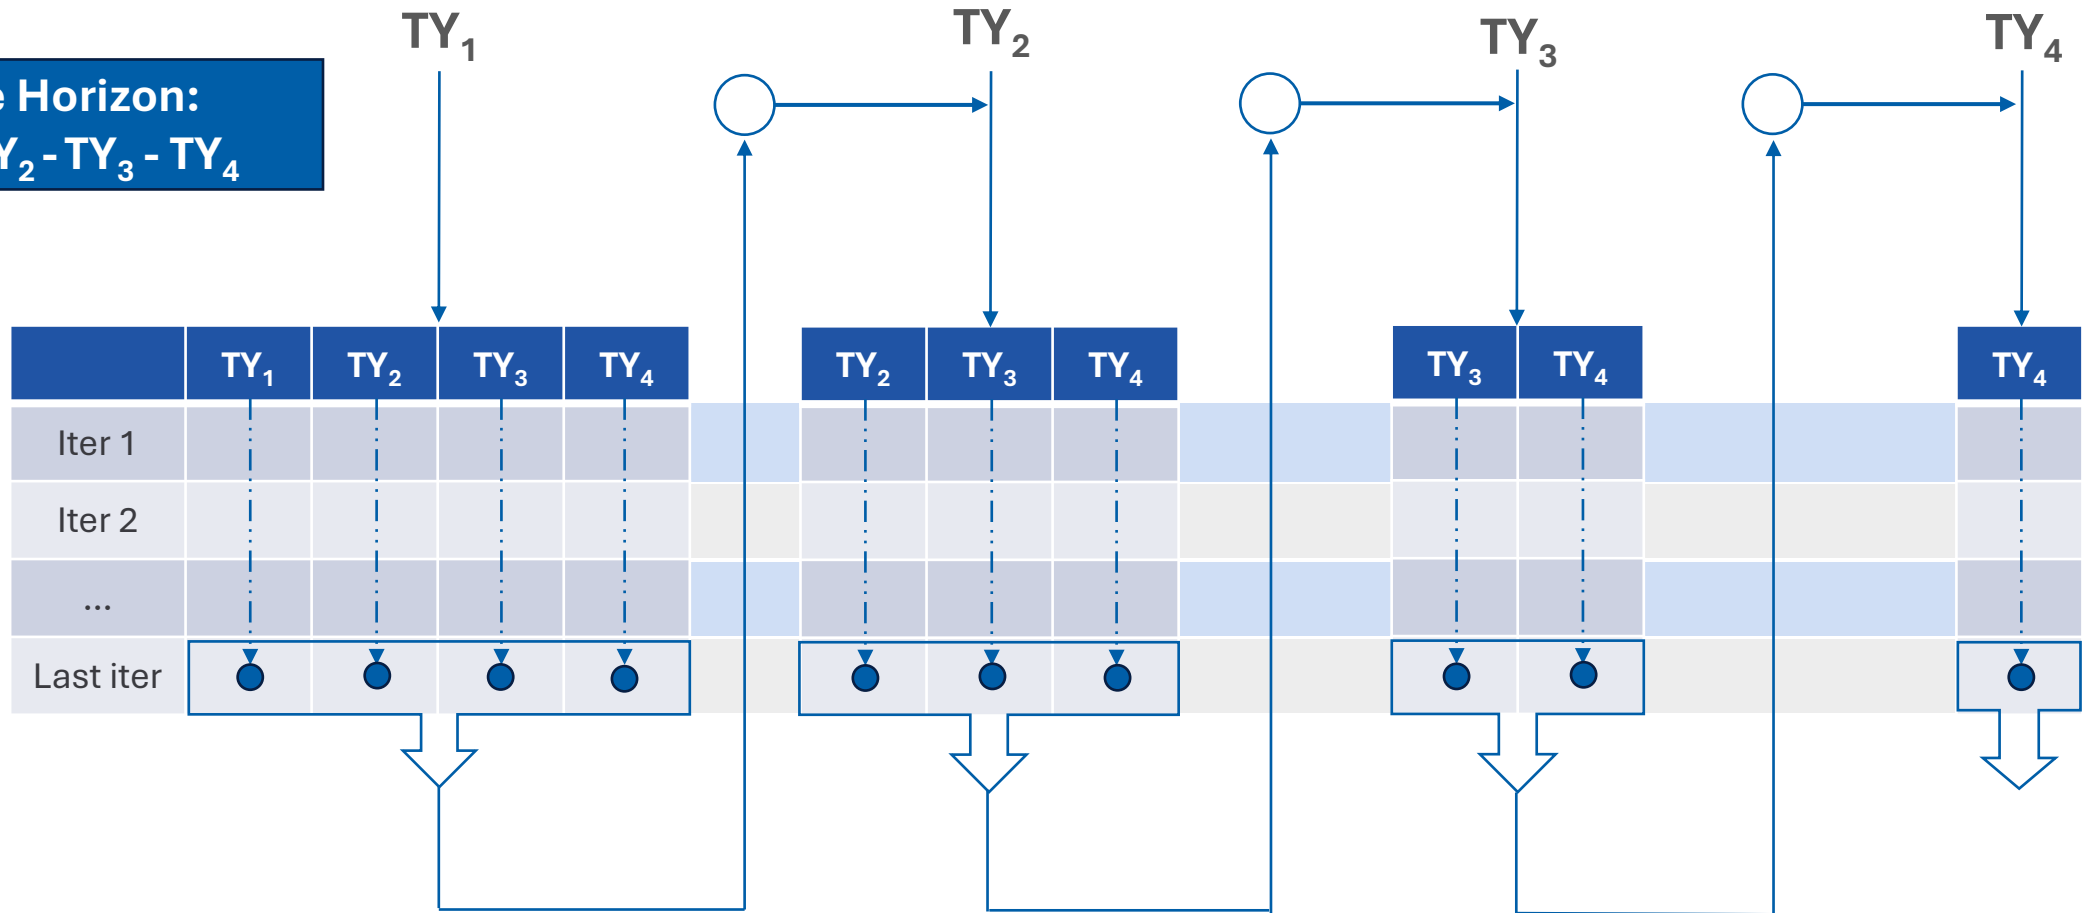 TY₁
TY₂
TY₃
TY₄
Horizon:
₂ - TY₃ - TY₄
TY₁ TY₂ TY₃ TY₄ TY₂ TY₃ TY₄ TY₃ TY₄ TY₄
Iter 1
Iter 2
...
Last iter